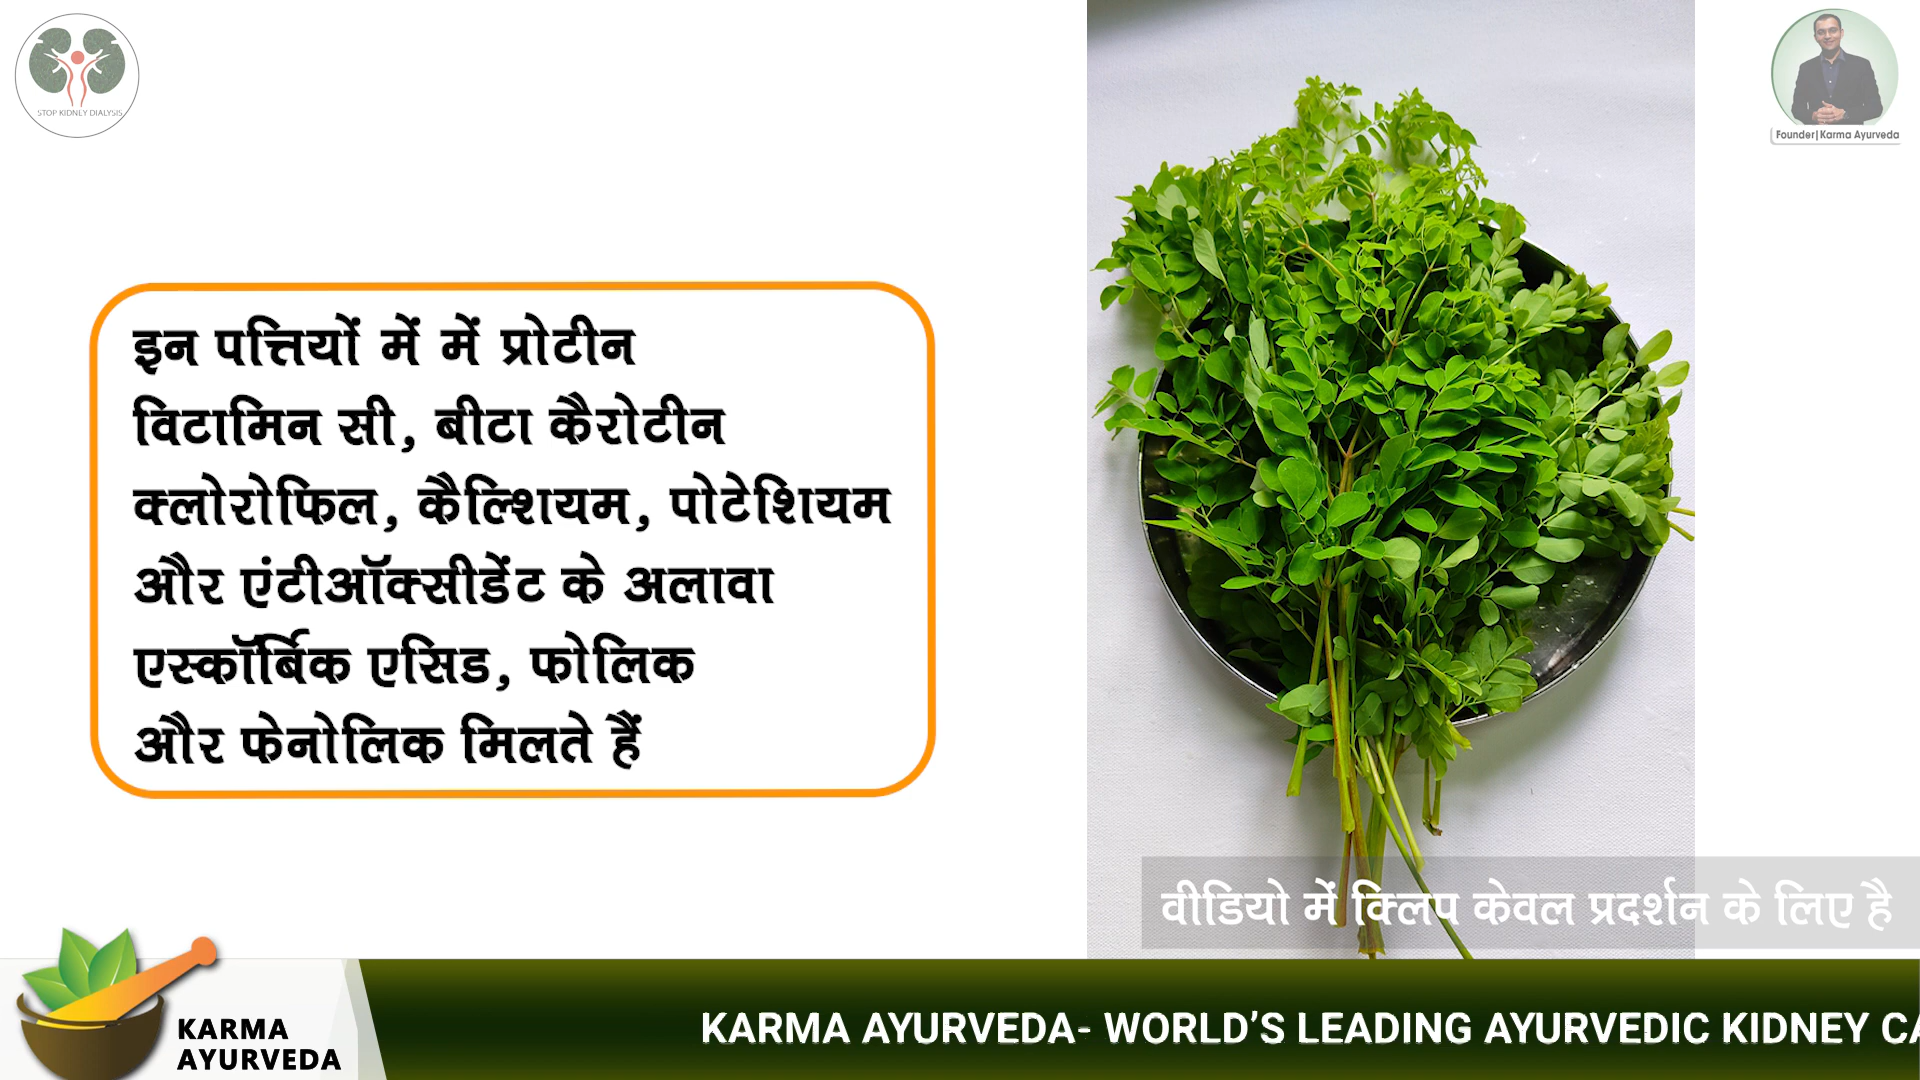 STOP KIDNEY DIALYSIS
Founder|Karma Ayurveda
इन पत्तियों में में प्रोटीन
विटामिन सी, बीटा कैरोटीन
क्लोरोफिल, कैल्शियम, पोटेशियम
और एंटीऑक्सीडेंट के अलावा
एस्कॉर्बिक एसिड, फोलिक
और फेनोलिक मिलते हैं
वीडियो में क्लिप केवल प्रदर्शन के लिए है
KARMA
AYURVEDA
KARMA AYURVEDA- WORLD'S LEADING AYURVEDIC KIDNEY CA